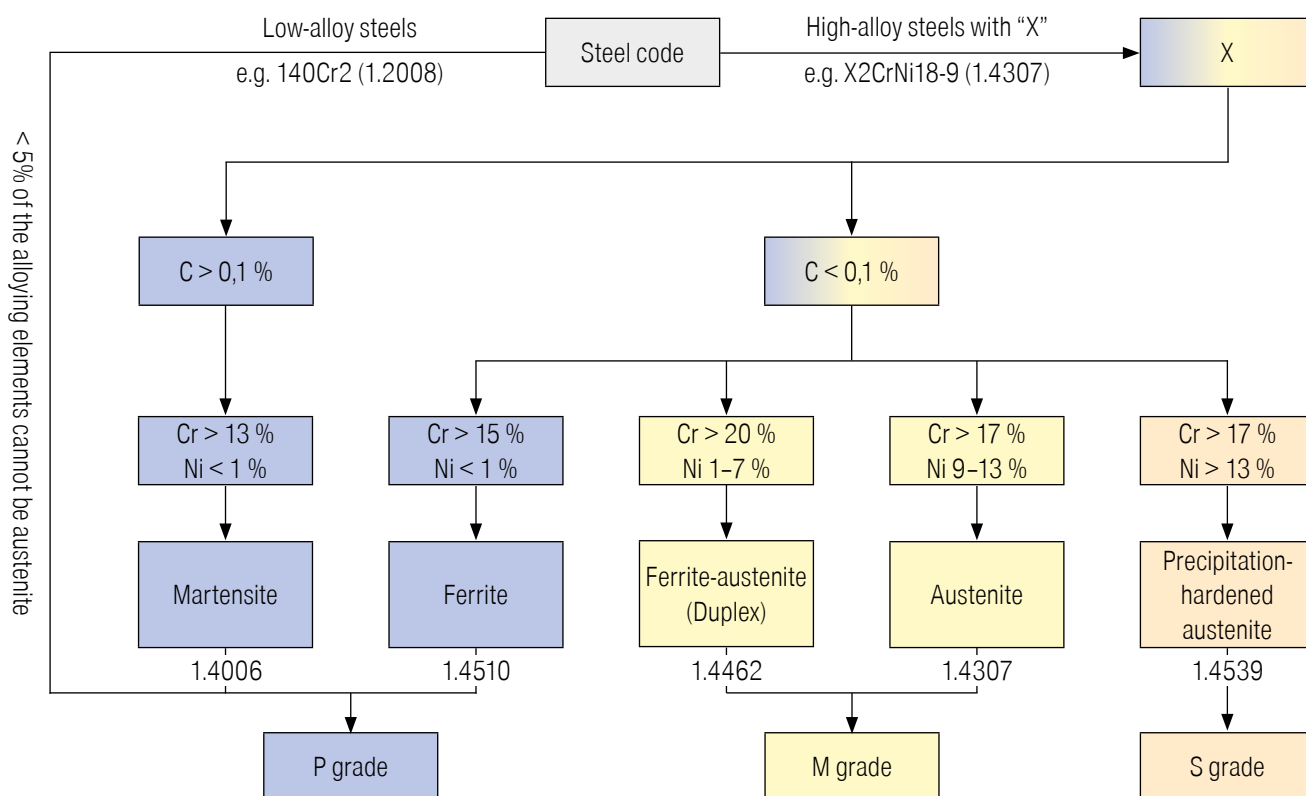 Low-alloy steels
e.g. 140Cr2 (1.2008)
Steel code
High-alloy steels with “X”
e.g. X2CrNi18-9 (1.4307)
X
< 5% of the alloying elements cannot be austenite
C > 0,1 %
C < 0,1 %
Cr > 13 %
Ni < 1 %
Cr > 15 %
Ni < 1 %
Cr > 20 %
Ni 1–7 %
Cr > 17 %
Ni 9–13 %
Cr > 17 %
Ni > 13 %
Martensite
Ferrite
Ferrite-austenite
(Duplex)
Austenite
Precipitation-
hardened
austenite
1.4006
1.4510
1.4462
1.4307
1.4539
P grade
M grade
S grade